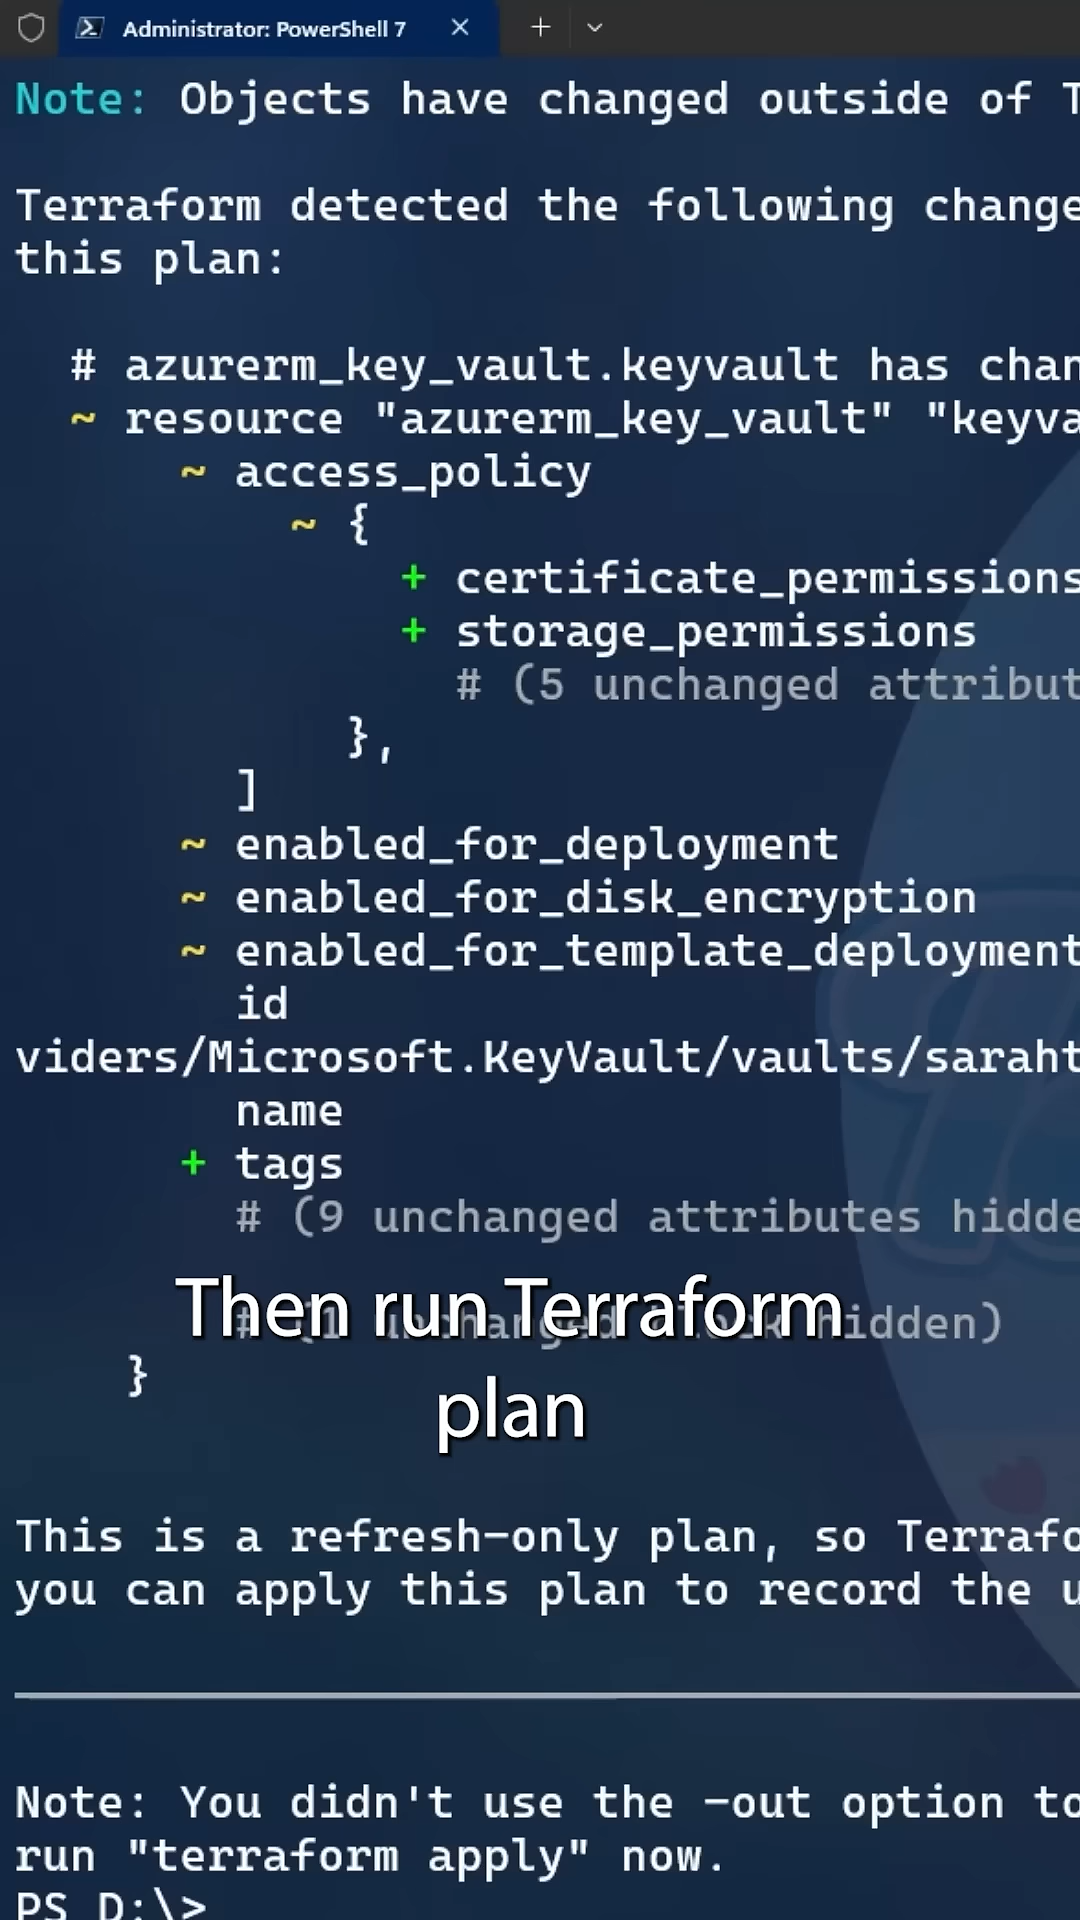 Administrator: PowerShell 7
Note: Objects have changed outside of T
Terraform detected the following change
this plan:
# azurerm_key_vault.keyvault has chan
~ resource "azurerm_key_vault" "keyva
~ access_policy
~ {
+ certificate_permissions
+ storage_permissions
# (5 unchanged attribut
},
]
~ enabled_for_deployment
~ enabled_for_disk_encryption
~ enabled_for_template_deployment
id
viders/Microsoft.KeyVault/vaults/saraht
name
+ tags
# (9 unchanged attributes hidde
# (1 unchanged block hidden)
Then run Terraform
plan
}
This is a refresh-only plan, so Terrafo
you can apply this plan to record the u
Note: You didn't use the -out option to
run "terraform apply" now.
PS D:\>